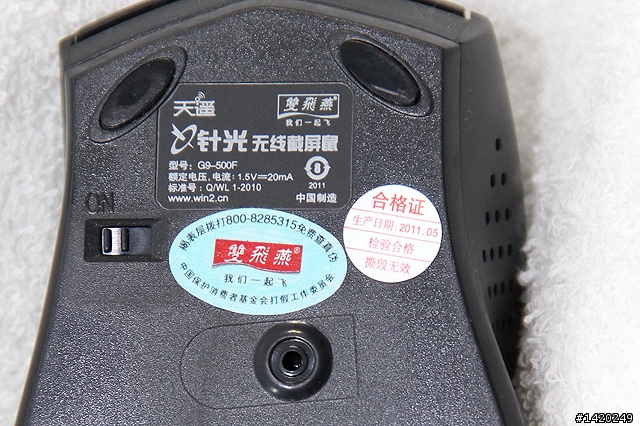 天遥
雙飛燕®
我们一起飞
针光 无线截屏鼠
型号: G9-500F
额定电压, 电流: 1.5V⎓20mA
标准号: Q/WL 1-2010
www.win2.cn
2011
中国制造
ON
揭表层拨打800-8285315免费查真伪
雙飛燕®
我们一起飞
中国保护消费者基金会打假工作委员会
合格证
生产日期: 2011.05
检验合格
撕毁无效
#1420249